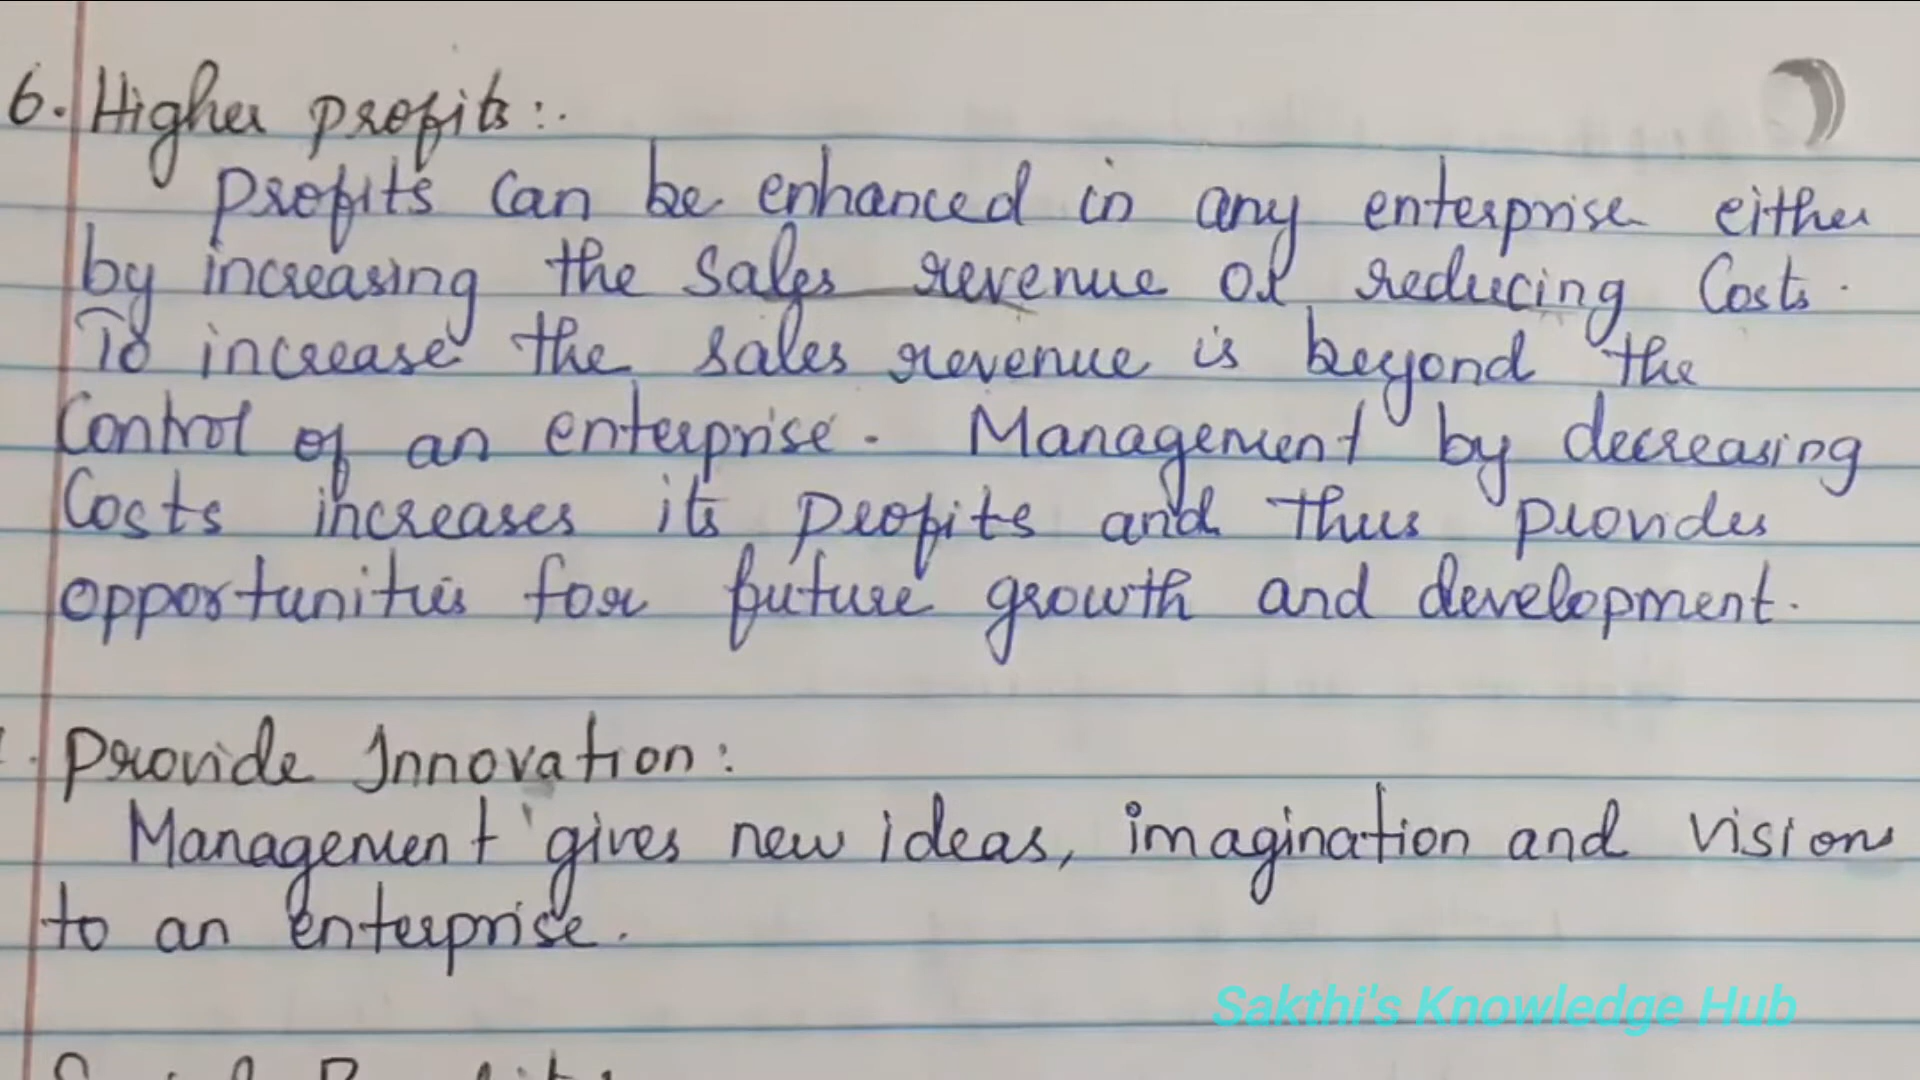 6. Higher profits:.
Profits can be enhanced in any enterprise either
by increasing the sales revenue or reducing costs.
To increase the sales revenue is beyond the
control of an enterprise. Management by decreasing
costs increases its profits and thus provides
opportunities for future growth and development.
Provide Innovation:
Management gives new ideas, imagination and visions
to an enterprise.
Sakthi's Knowledge Hub